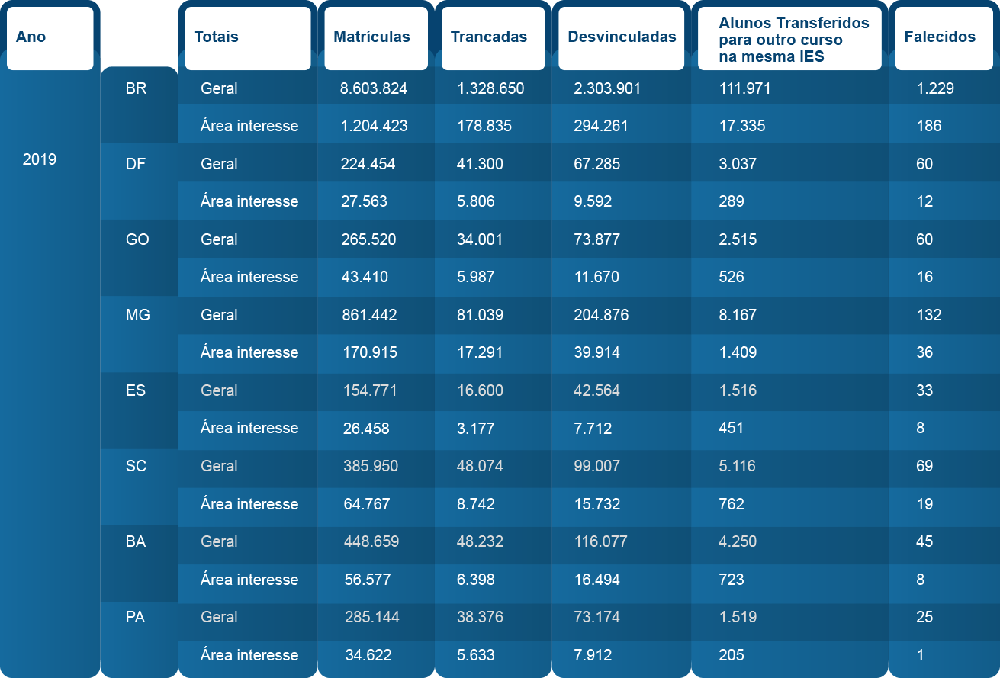 Ano Totais Matrículas Trancadas Desvinculadas Alunos Transferidos
para outro curso
na mesma IES Falecidos
BR Geral 8.603.824 1.328.650 2.303.901 111.971 1.229
Área interesse 1.204.423 178.835 294.261 17.335 186
2019
DF Geral 224.454 41.300 67.285 3.037 60
Área interesse 27.563 5.806 9.592 289 12
GO Geral 265.520 34.001 73.877 2.515 60
Área interesse 43.410 5.987 11.670 526 16
MG Geral 861.442 81.039 204.876 8.167 132
Área interesse 170.915 17.291 39.914 1.409 36
ES Geral 154.771 16.600 42.564 1.516 33
Área interesse 26.458 3.177 7.712 451 8
SC Geral 385.950 48.074 99.007 5.116 69
Área interesse 64.767 8.742 15.732 762 19
BA Geral 448.659 48.232 116.077 4.250 45
Área interesse 56.577 6.398 16.494 723 8
PA Geral 285.144 38.376 73.174 1.519 25
Área interesse 34.622 5.633 7.912 205 1